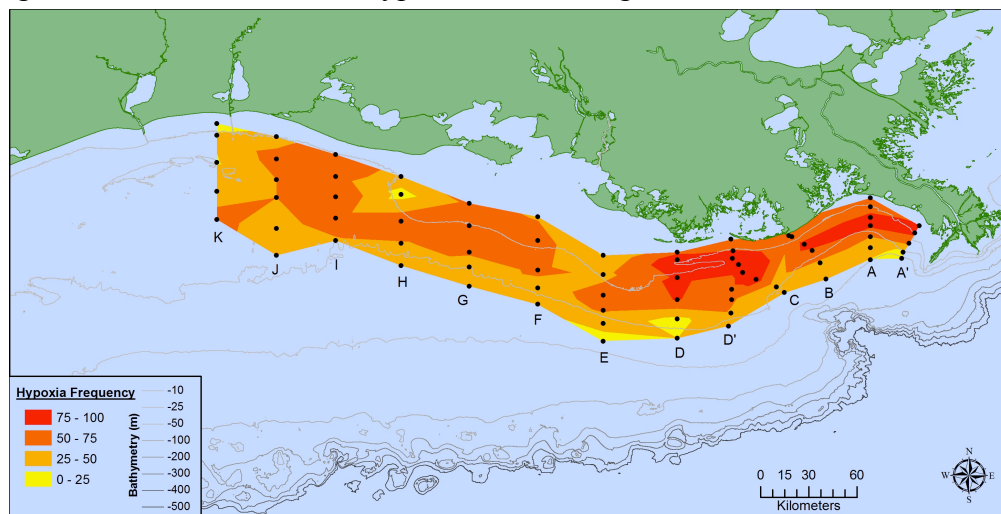 K
J
I
H
G
F
E
D
D'
C
B
A
A'
Hypoxia Frequency
75 - 100
50 - 75
25 - 50
0 - 25
Bathymetry (m)
-10
-25
-50
-100
-200
-300
-400
-500
0 15 30 60
Kilometers
N
W E
S